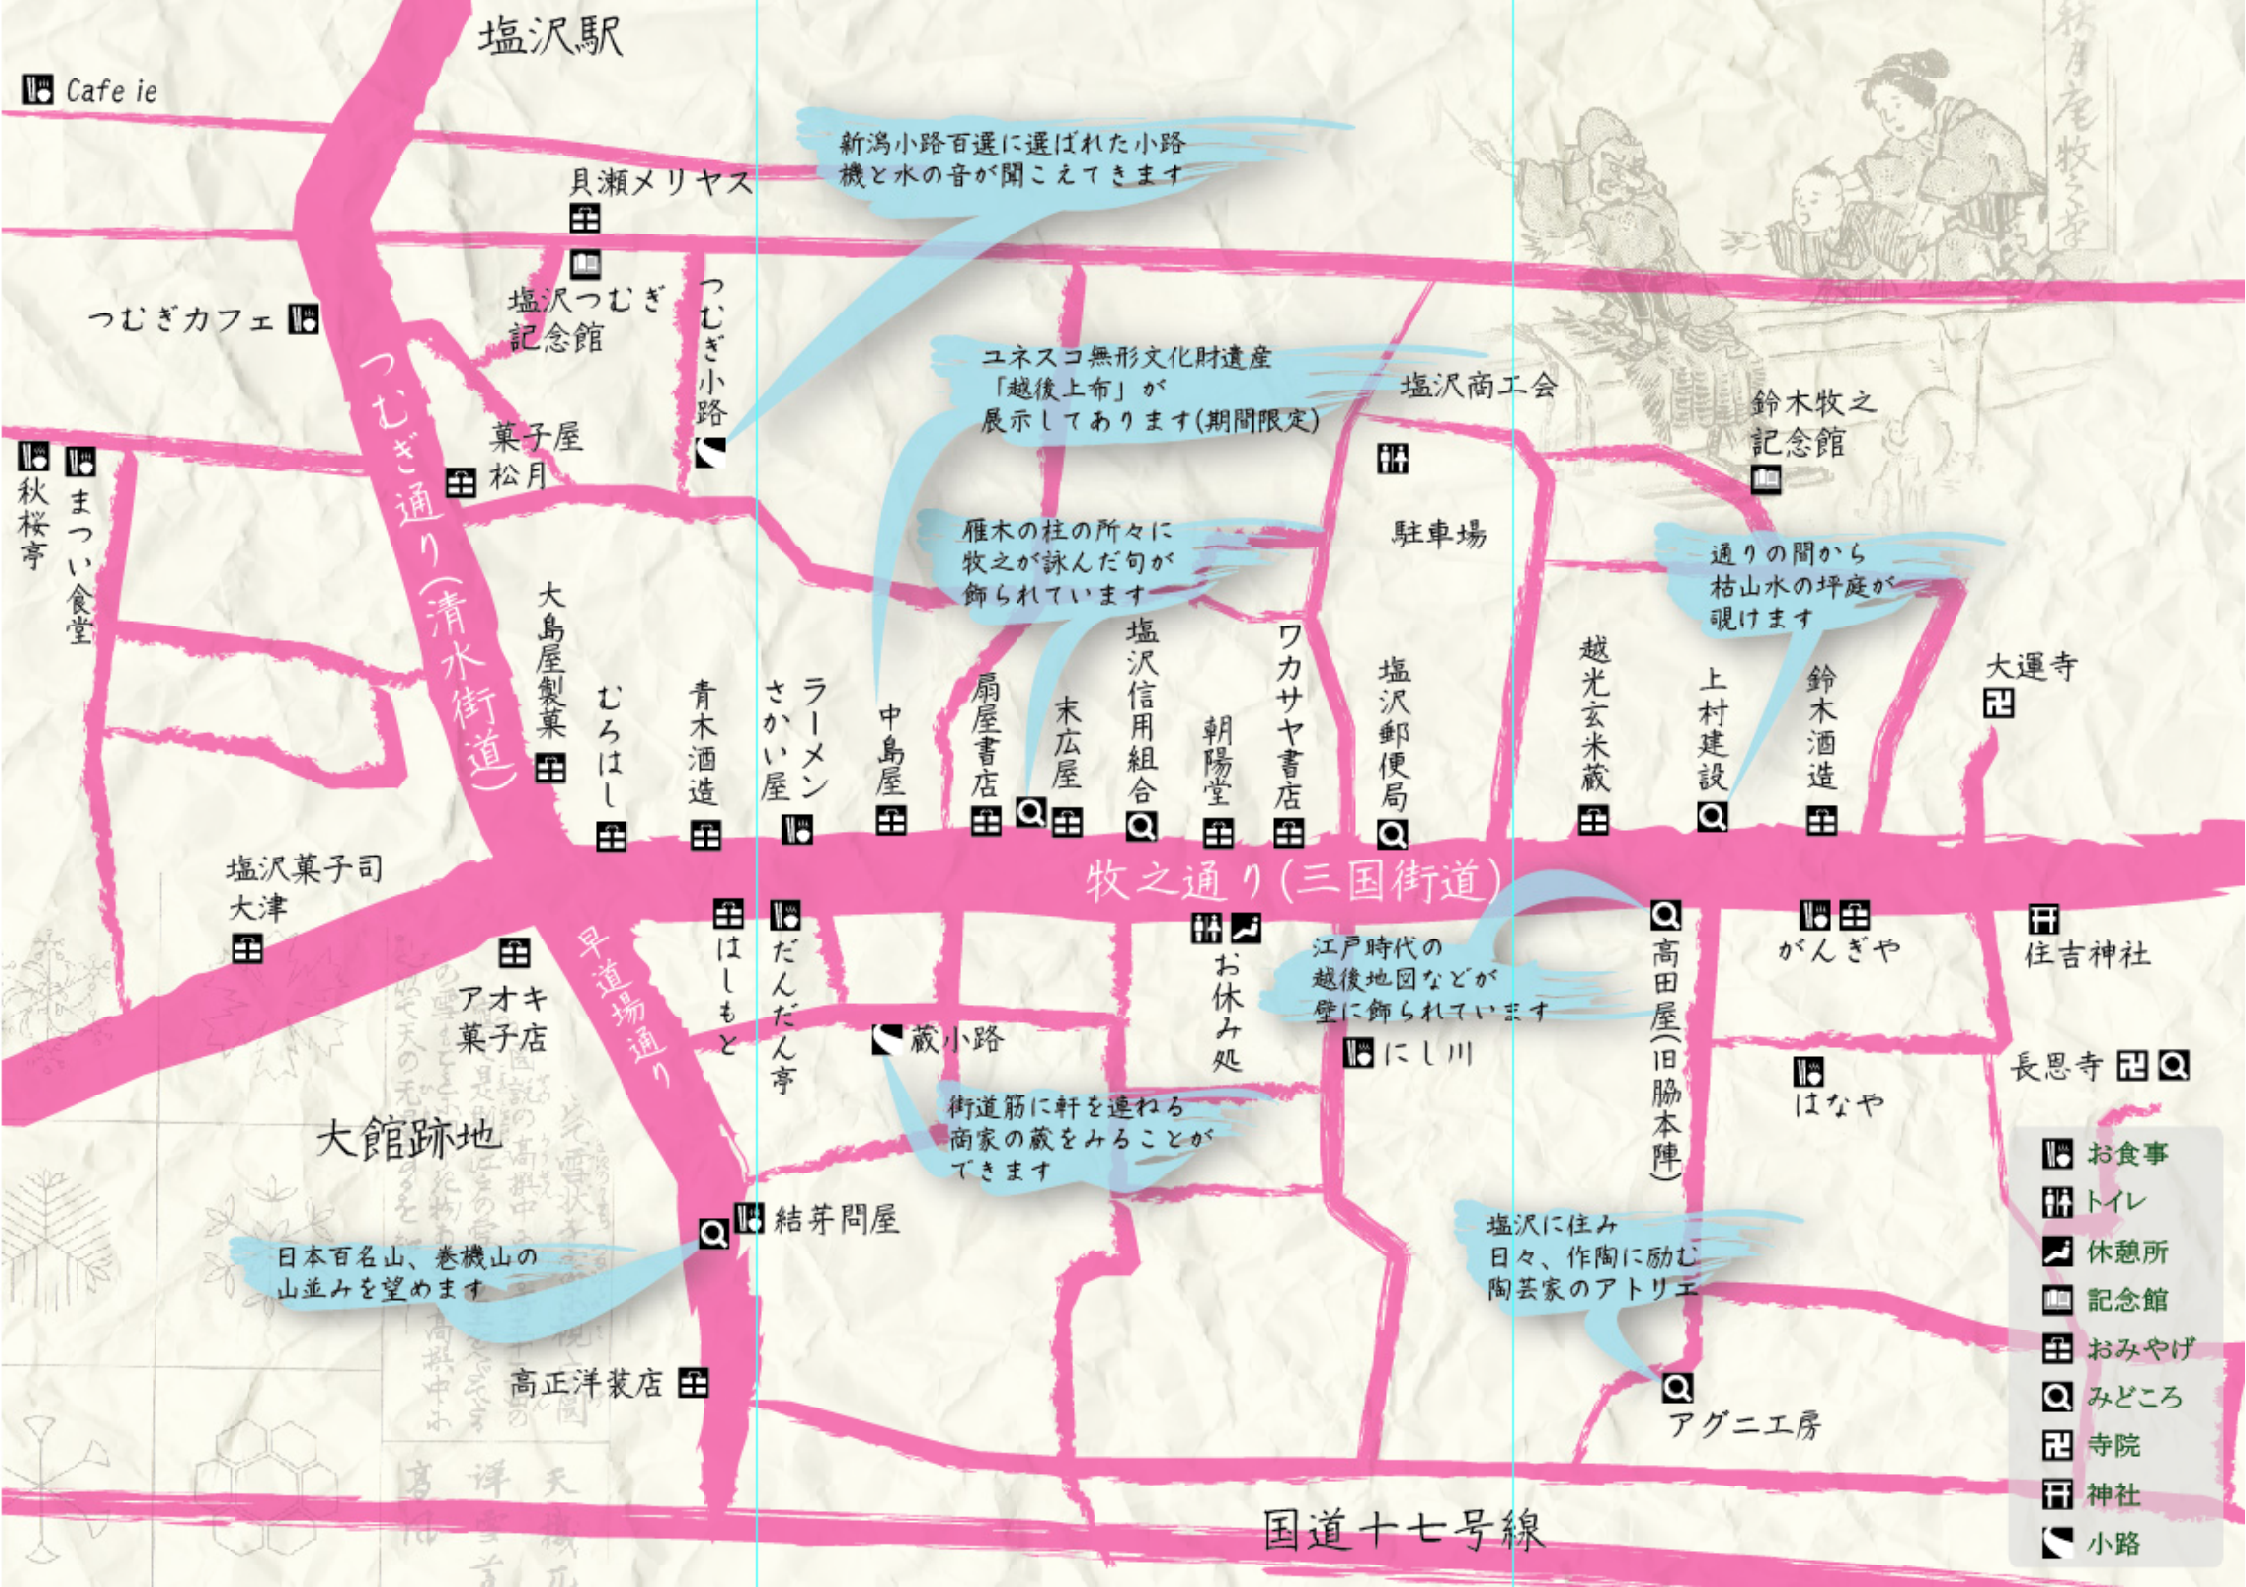 塩沢駅
Cafe ie
新潟小路百選に選ばれた小路
機と水の音が聞こえてきます
貝瀬メリヤス
塩沢つむぎ
記念館
つむぎ小路
つむぎカフェ
つむぎ通り(清水街道)
ユネスコ無形文化財遺産
「越後上布」が
展示してあります(期間限定)
塩沢商工会
鈴木牧之
記念館
菓子屋
松月
秋桜亭
まつい食堂
駐車場
雁木の柱の所々に
牧之が詠んだ句が
飾られています
通りの間から
枯山水の坪庭が
覗けます
大島屋製菓
むろはし
青木酒造
ラーメン
さかい屋
中島屋
扇屋書店
末広屋
塩沢信用組合
朝陽堂
ワカサヤ書店
塩沢郵便局
越光玄米蔵
上村建設
鈴木酒造
大運寺
塩沢菓子司
大津
牧之通り(三国街道)
アオキ
菓子店
早道場通り
はしもと
だんだん亭
お休み処
江戸時代の
越後地図などが
壁に飾られています
高田屋(旧脇本陣)
がんぎや
住吉神社
蔵小路
にし川
はなや
長恩寺
街道筋に軒を連ねる
商家の蔵をみることが
できます
大館跡地
結芽問屋
日本百名山、巻機山の
山並みを望めます
塩沢に住み
日々、作陶に励む
陶芸家のアトリエ
高正洋装店
アグニ工房
国道十七号線
お食事
トイレ
休憩所
記念館
おみやげ
みどころ
寺院
神社
小路